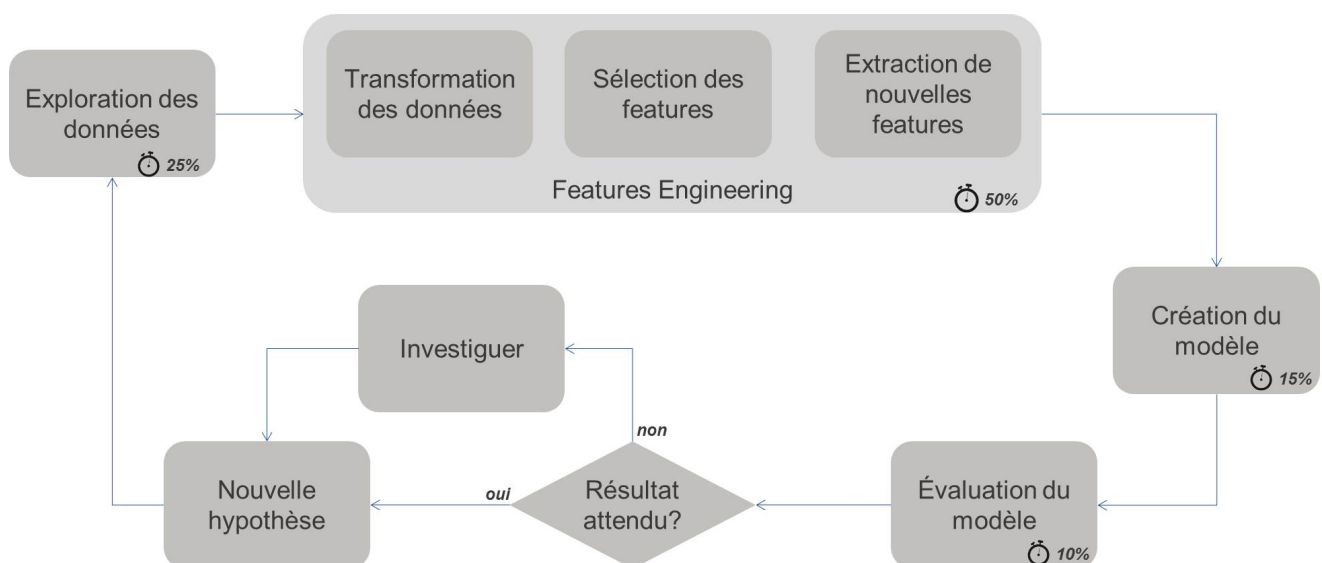 Exploration des
données
25%
Transformation
des données
Sélection des
features
Extraction de
nouvelles
features
Features Engineering
50%
Création du
modèle
15%
Évaluation du
modèle
10%
Résultat
attendu?
non
oui
Investiguer
Nouvelle
hypothèse